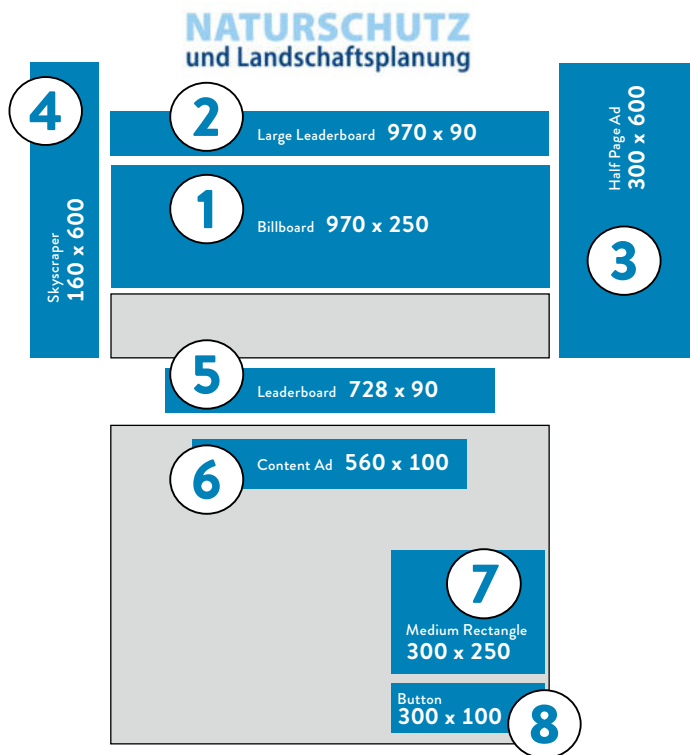 NATURSCHUTZ
und Landschaftsplanung
4
Skyscraper
160 x 600
2
Large Leaderboard 970 x 90
1
Billboard 970 x 250
Half Page Ad
300 x 600
3
5
Leaderboard 728 x 90
6
Content Ad 560 x 100
7
Medium Rectangle
300 x 250
Button
300 x 100
8